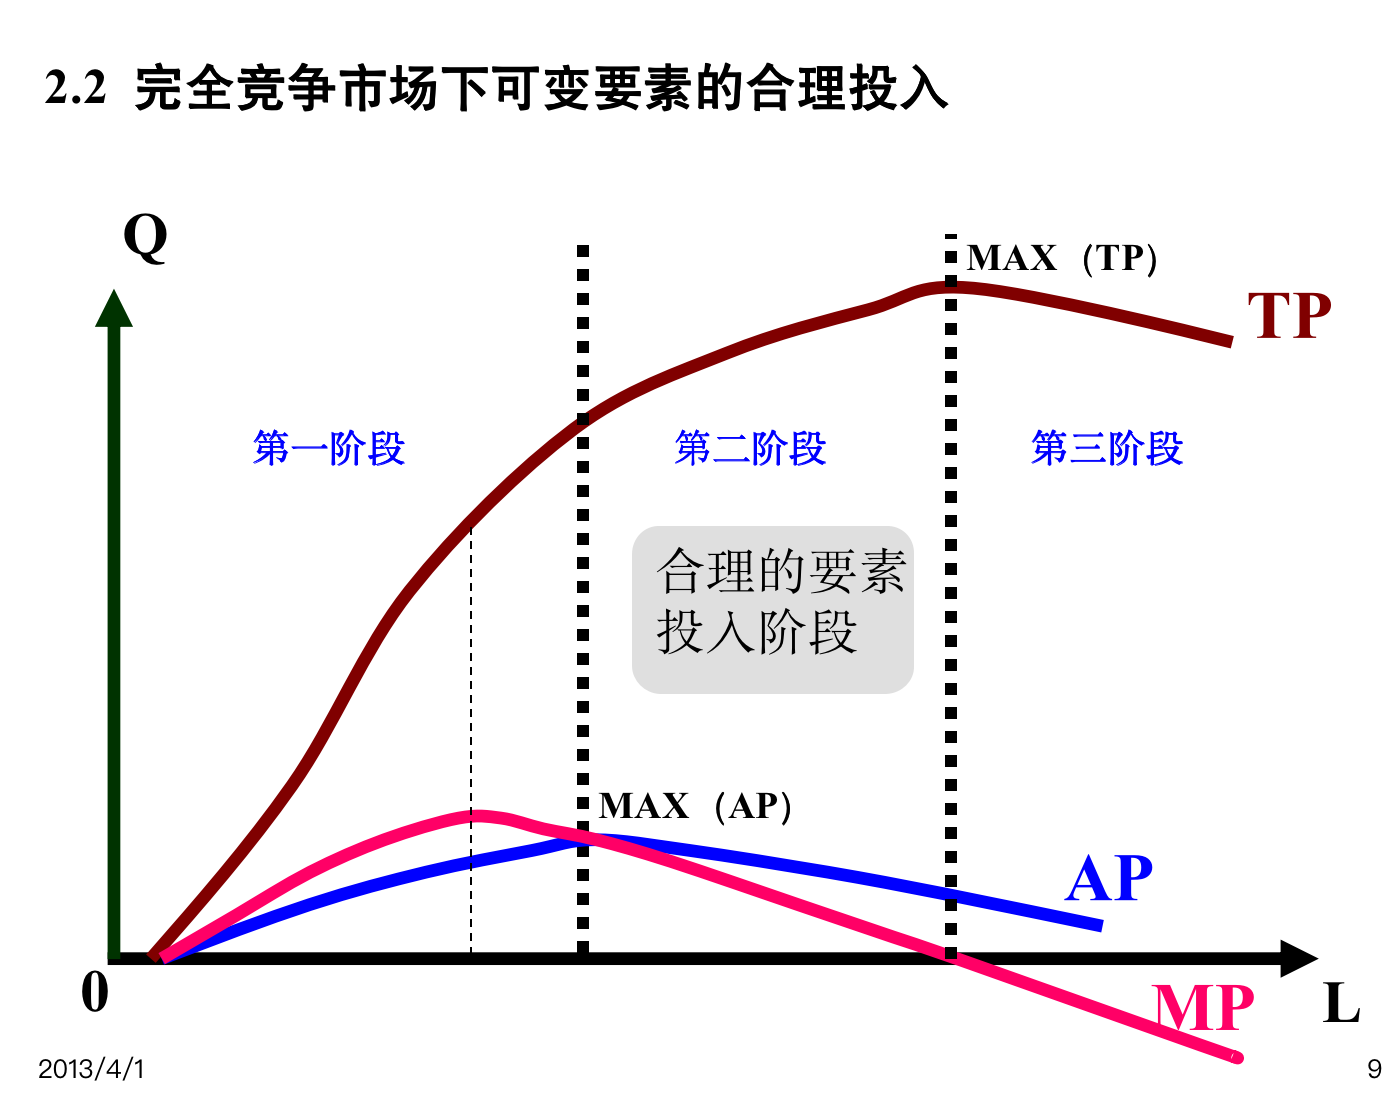 2.2 完全竞争市场下可变要素的合理投入
Q
MAX（TP）
TP
第一阶段
第二阶段
第三阶段
合理的要素
投入阶段
MAX（AP）
AP
0
MP
L
2013/4/1
9